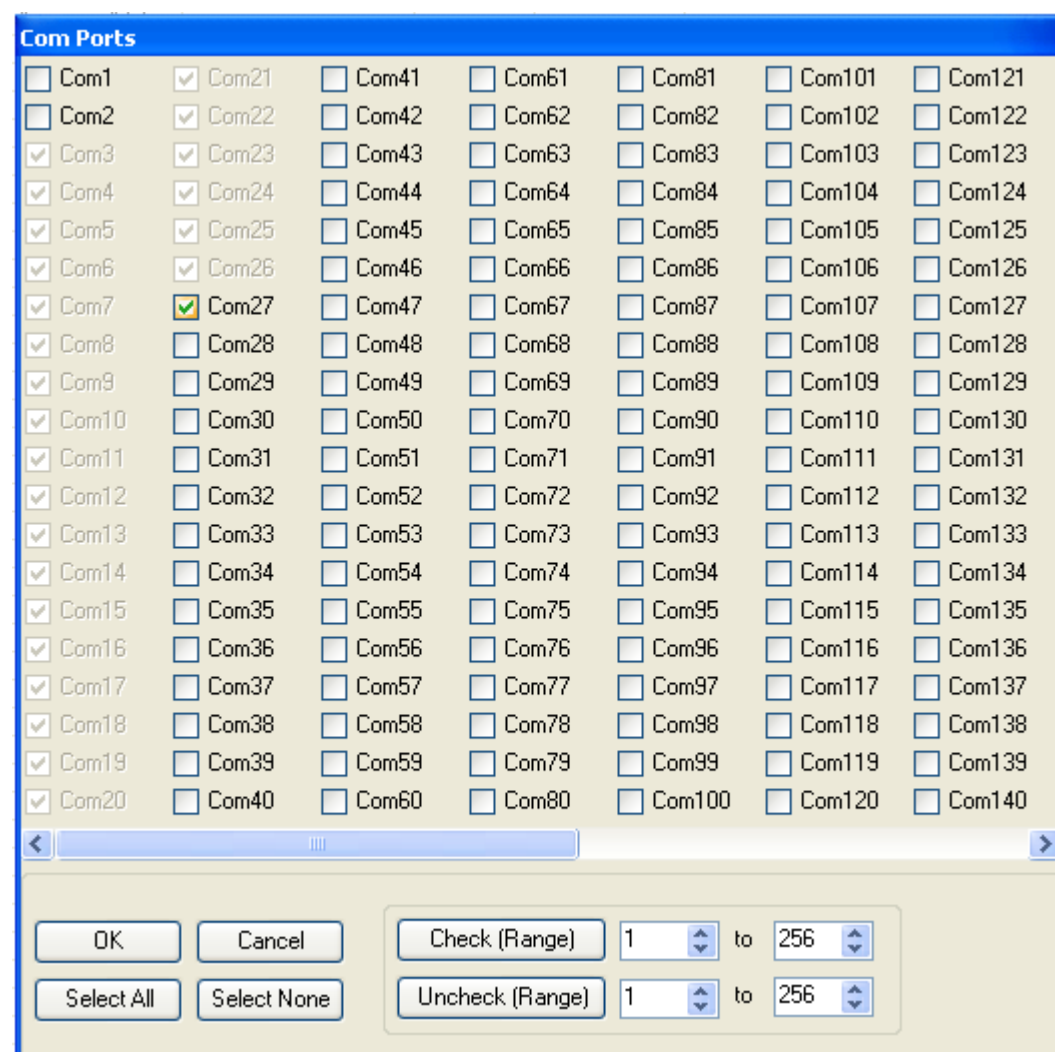 Com Ports
Com1 Com21 Com41 Com61 Com81 Com101 Com121
Com2 Com22 Com42 Com62 Com82 Com102 Com122
Com3 Com23 Com43 Com63 Com83 Com103 Com123
Com4 Com24 Com44 Com64 Com84 Com104 Com124
Com5 Com25 Com45 Com65 Com85 Com105 Com125
Com6 Com26 Com46 Com66 Com86 Com106 Com126
Com7 Com27 Com47 Com67 Com87 Com107 Com127
Com8 Com28 Com48 Com68 Com88 Com108 Com128
Com9 Com29 Com49 Com69 Com89 Com109 Com129
Com10 Com30 Com50 Com70 Com90 Com110 Com130
Com11 Com31 Com51 Com71 Com91 Com111 Com131
Com12 Com32 Com52 Com72 Com92 Com112 Com132
Com13 Com33 Com53 Com73 Com93 Com113 Com133
Com14 Com34 Com54 Com74 Com94 Com114 Com134
Com15 Com35 Com55 Com75 Com95 Com115 Com135
Com16 Com36 Com56 Com76 Com96 Com116 Com136
Com17 Com37 Com57 Com77 Com97 Com117 Com137
Com18 Com38 Com58 Com78 Com98 Com118 Com138
Com19 Com39 Com59 Com79 Com99 Com119 Com139
Com20 Com40 Com60 Com80 Com100 Com120 Com140
OK Cancel Check (Range) 1 to 256
Select All Select None Uncheck (Range) 1 to 256